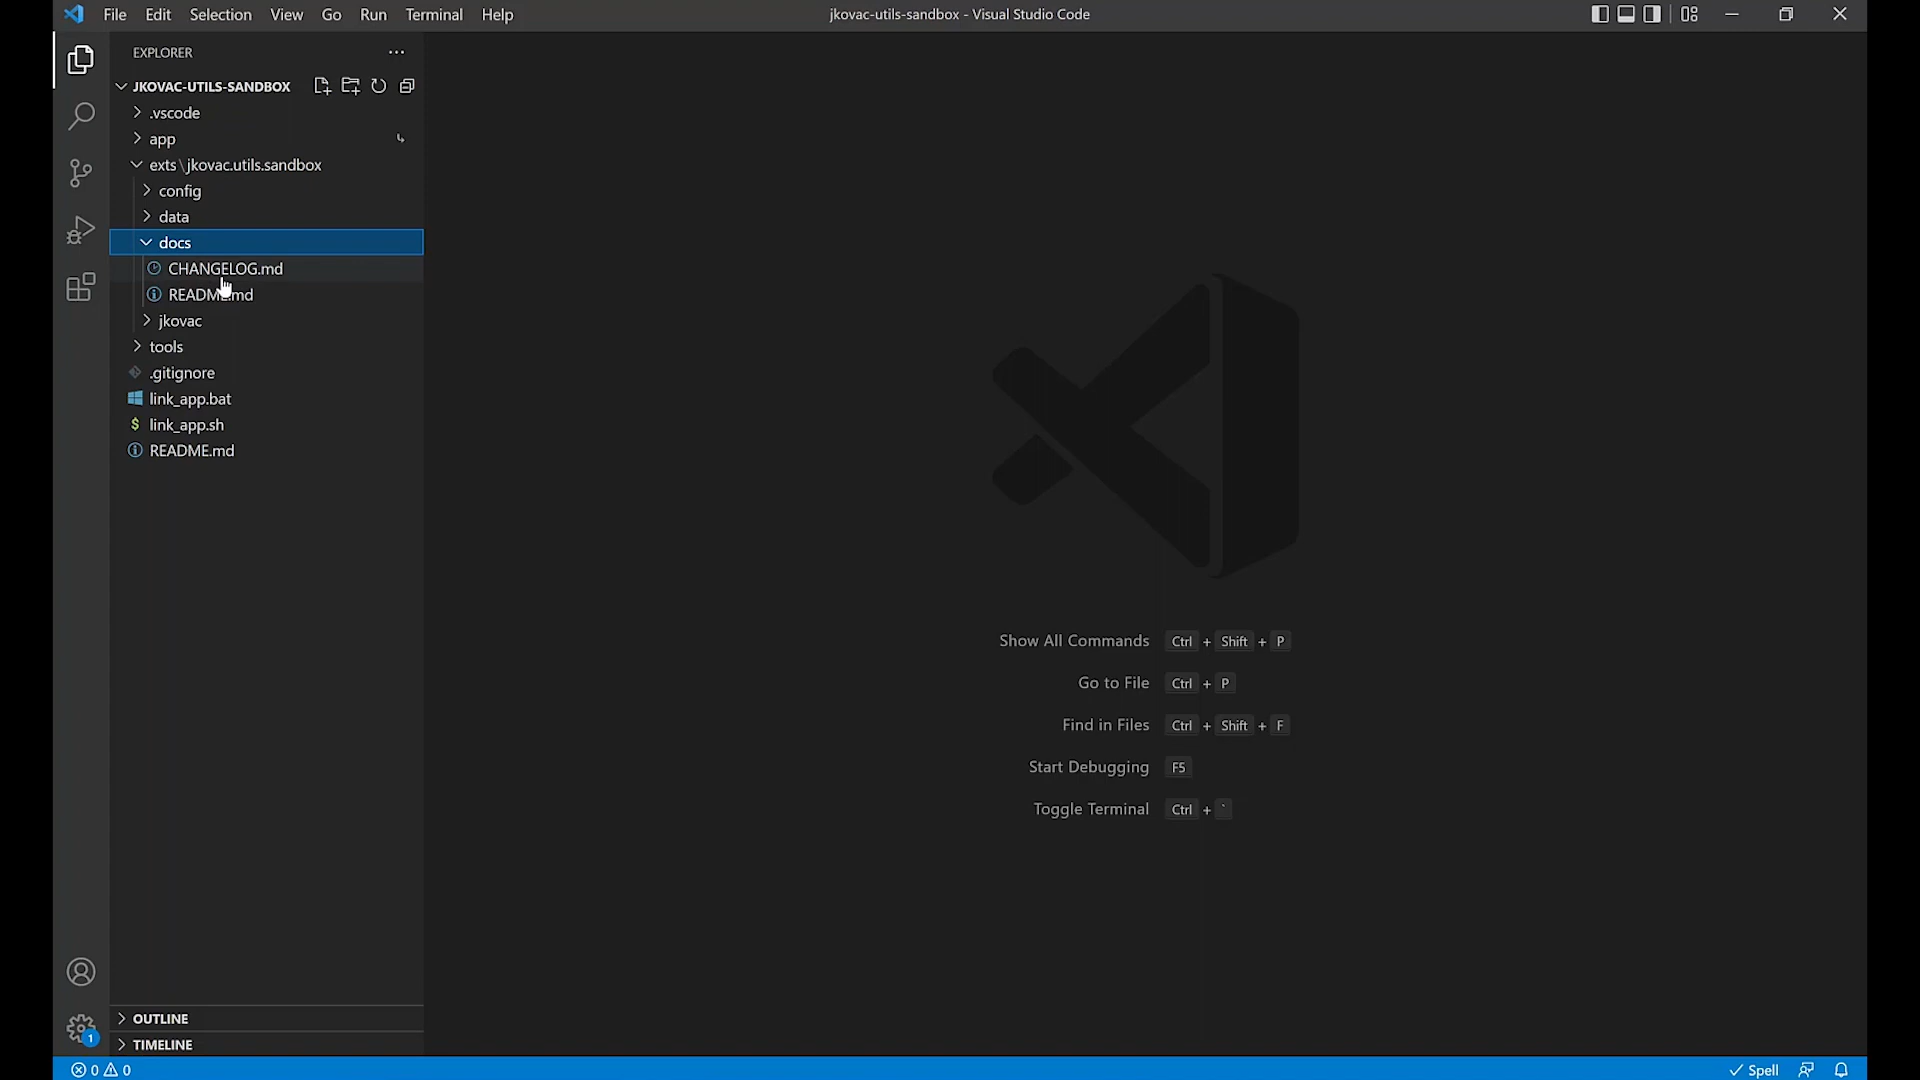 File Edit Selection View Go Run Terminal Help
jkovac-utils-sandbox - Visual Studio Code
EXPLORER
JKOVAC-UTILS-SANDBOX
.vscode
app
exts\jkovac.utils.sandbox
config
data
docs
CHANGELOG.md
README.md
jkovac
tools
.gitignore
link_app.bat
link_app.sh
README.md
Show All Commands Ctrl + Shift + P
Go to File Ctrl + P
Find in Files Ctrl + Shift + F
Start Debugging F5
Toggle Terminal Ctrl + `
OUTLINE
1
TIMELINE
0 0
Spell